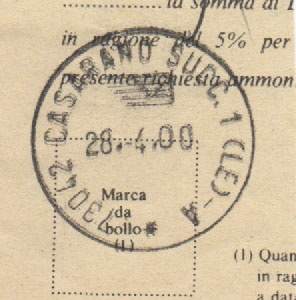 la somma di L
in ragione del 5% per
presente richiesta ammon
73042 CASARANO SUCC. 1 (LE) - A
28.-4.00
Marca
da
bollo *
(1)
(1) Quan
in rag
a data